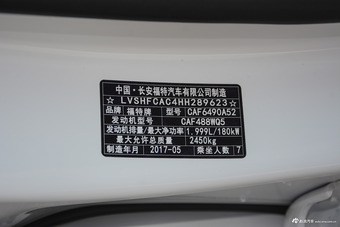 中国·长安福特汽车有限公司制造
★LVSHFCAC4HH289623★
品牌 福特牌 型号 CAF6490A52
发动机型号 CAF488WQ5
发动机排量/最大净功率 1.999L/180kW
最大允许总质量 2450kg
制造年月 2017-05 乘坐人数 7